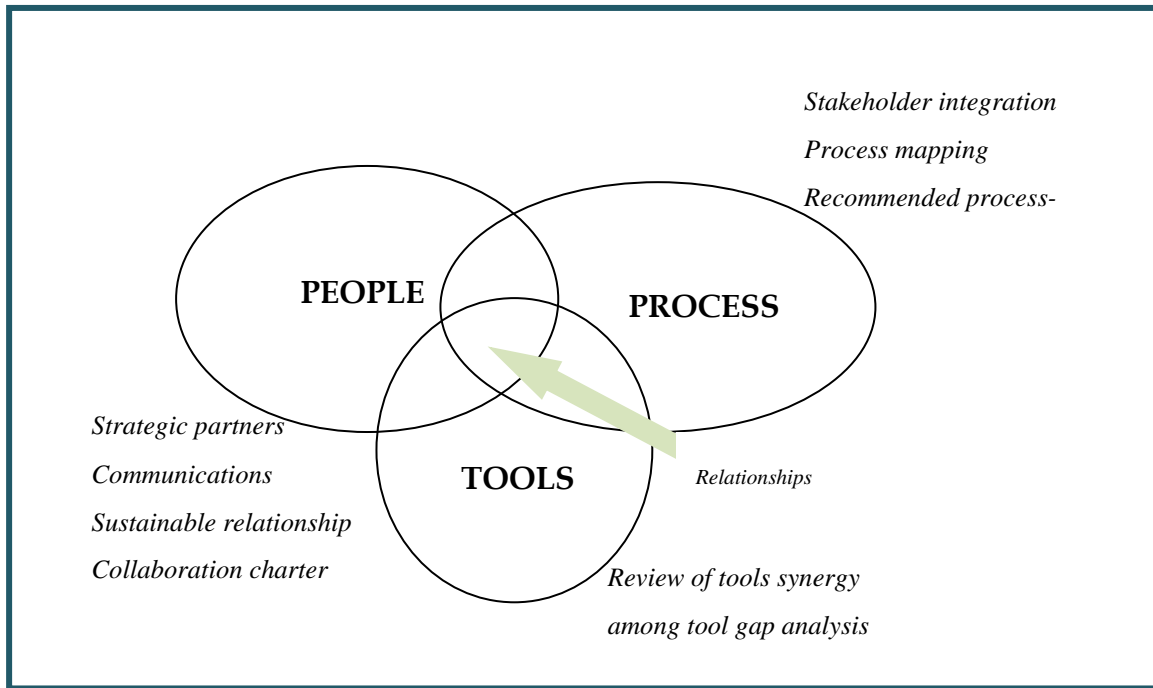 Stakeholder integration
Process mapping
Recommended process-
PEOPLE
PROCESS
Strategic partners
Communications
Sustainable relationship
Collaboration charter
TOOLS
Relationships
Review of tools synergy
among tool gap analysis